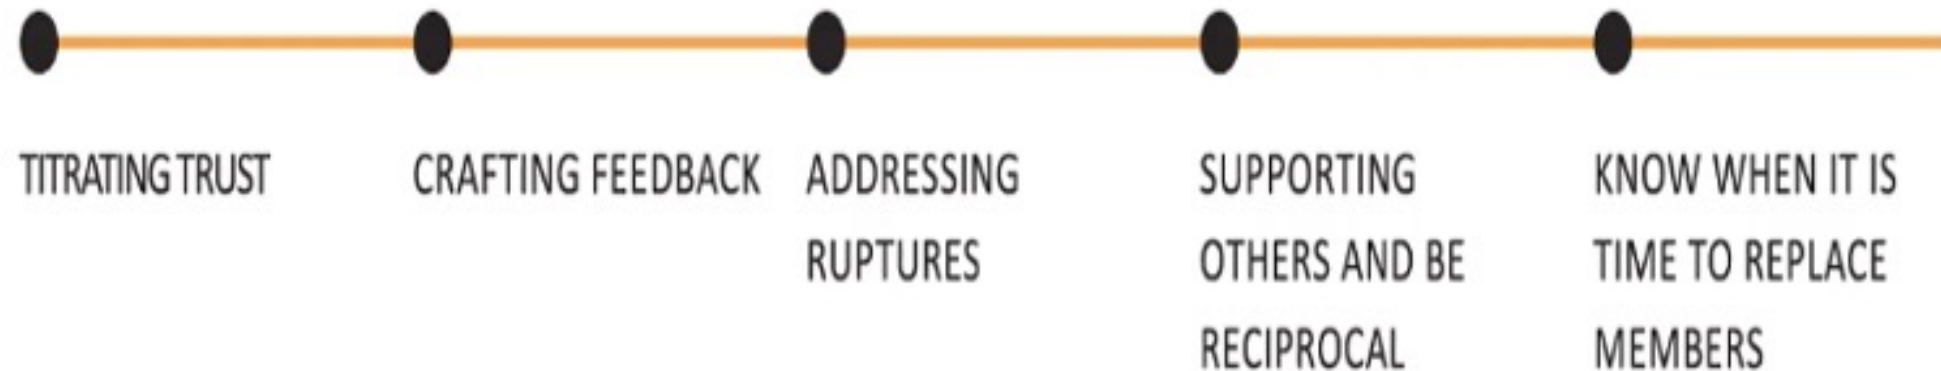 TITRATING TRUST
CRAFTING FEEDBACK
ADDRESSING
RUPTURES
SUPPORTING
OTHERS AND BE
RECIPROCAL
KNOW WHEN IT IS
TIME TO REPLACE
MEMBERS